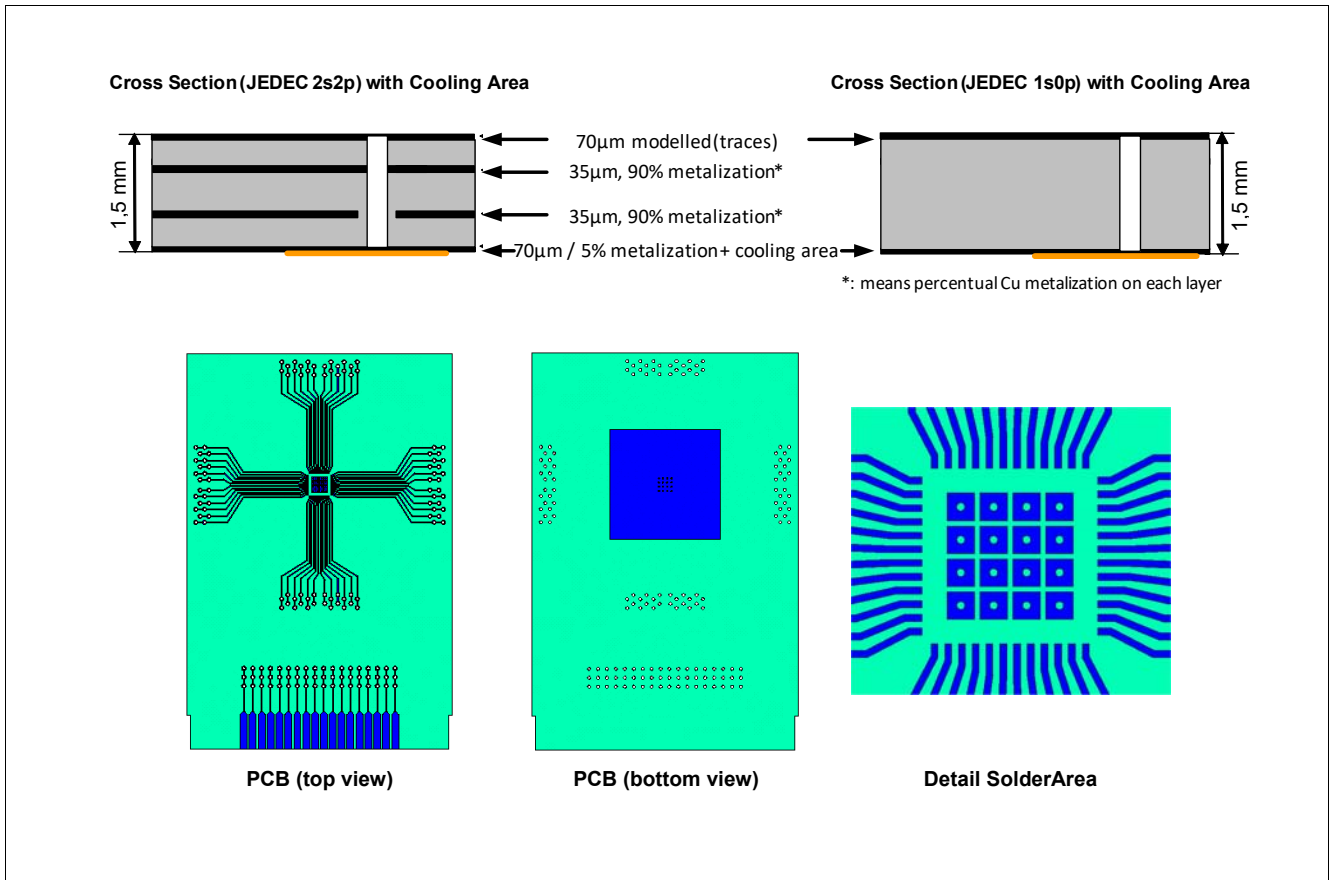 Cross Section (JEDEC 2s2p) with Cooling Area
Cross Section (JEDEC 1s0p) with Cooling Area
1,5 mm
70µm modelled (traces)
35µm, 90% metalization*
35µm, 90% metalization*
70µm / 5% metalization + cooling area
1,5 mm
*: means percentual Cu metalization on each layer
PCB (top view)
PCB (bottom view)
Detail SolderArea